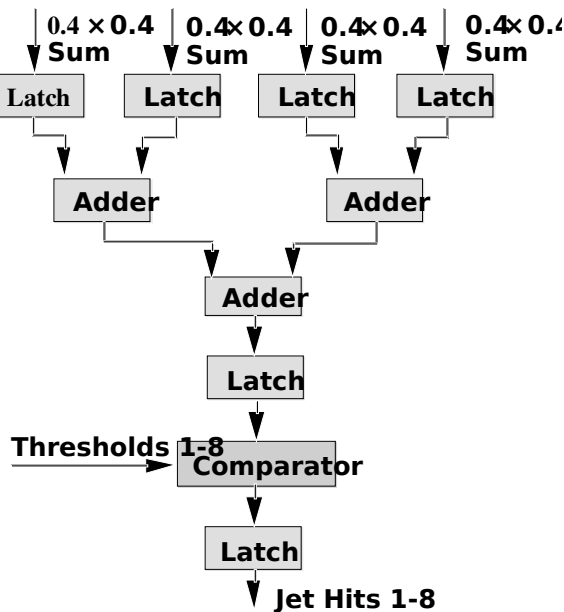 0.4 × 0.4 Sum
0.4×0.4 Sum
0.4×0.4 Sum
0.4×0.4 Sum
Latch
Latch
Latch
Latch
Adder
Adder
Adder
Latch
Thresholds 1-8
Comparator
Latch
Jet Hits 1-8